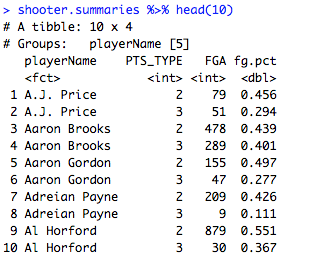 > shooter.summaries %>% head(10)
# A tibble: 10 x 4
# Groups:   playerName [5]
   playerName    PTS_TYPE   FGA fg.pct
   <fct>            <int> <int>  <dbl>
 1 A.J. Price           2    79  0.456
 2 A.J. Price           3    51  0.294
 3 Aaron Brooks         2   478  0.439
 4 Aaron Brooks         3   289  0.401
 5 Aaron Gordon         2   155  0.497
 6 Aaron Gordon         3    47  0.277
 7 Adreian Payne        2   209  0.426
 8 Adreian Payne        3     9  0.111
 9 Al Horford           2   879  0.551
10 Al Horford           3    30  0.367